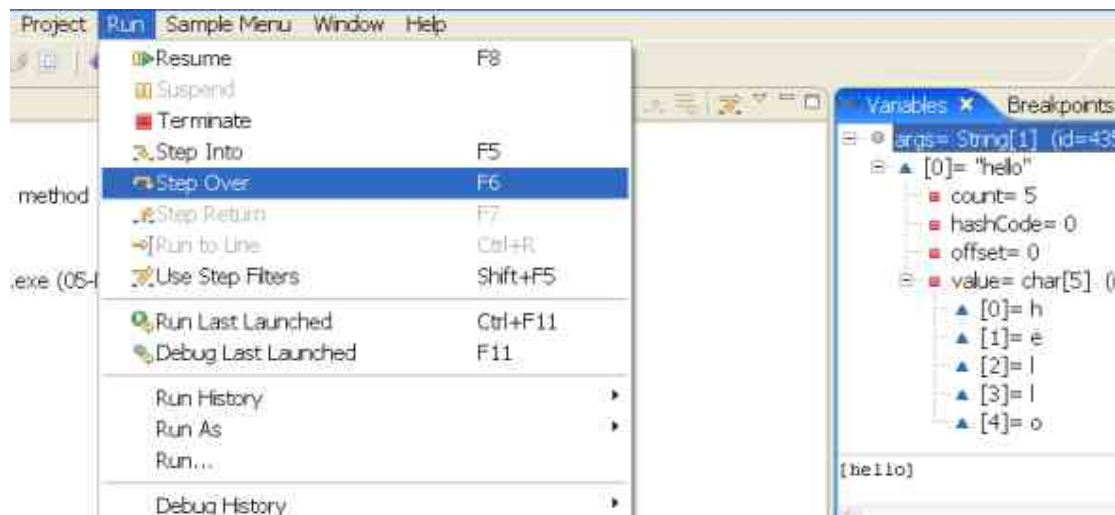 Project Run Sample Menu Window Help
Resume F8
Suspend
Terminate
Step Into F5
Step Over F6
Step Return F7
Run to Line Ctrl+R
Use Step Filters Shift+F5
Run Last Launched Ctrl+F11
Debug Last Launched F11
Run History
Run As
Run...
Debug History
method
.exe (05-
Variables Breakpoints
args= String[1] (id=435
[0]= "hello"
count= 5
hashCode= 0
offset= 0
value= char[5] (
[0]= h
[1]= e
[2]= l
[3]= l
[4]= o
[hello]